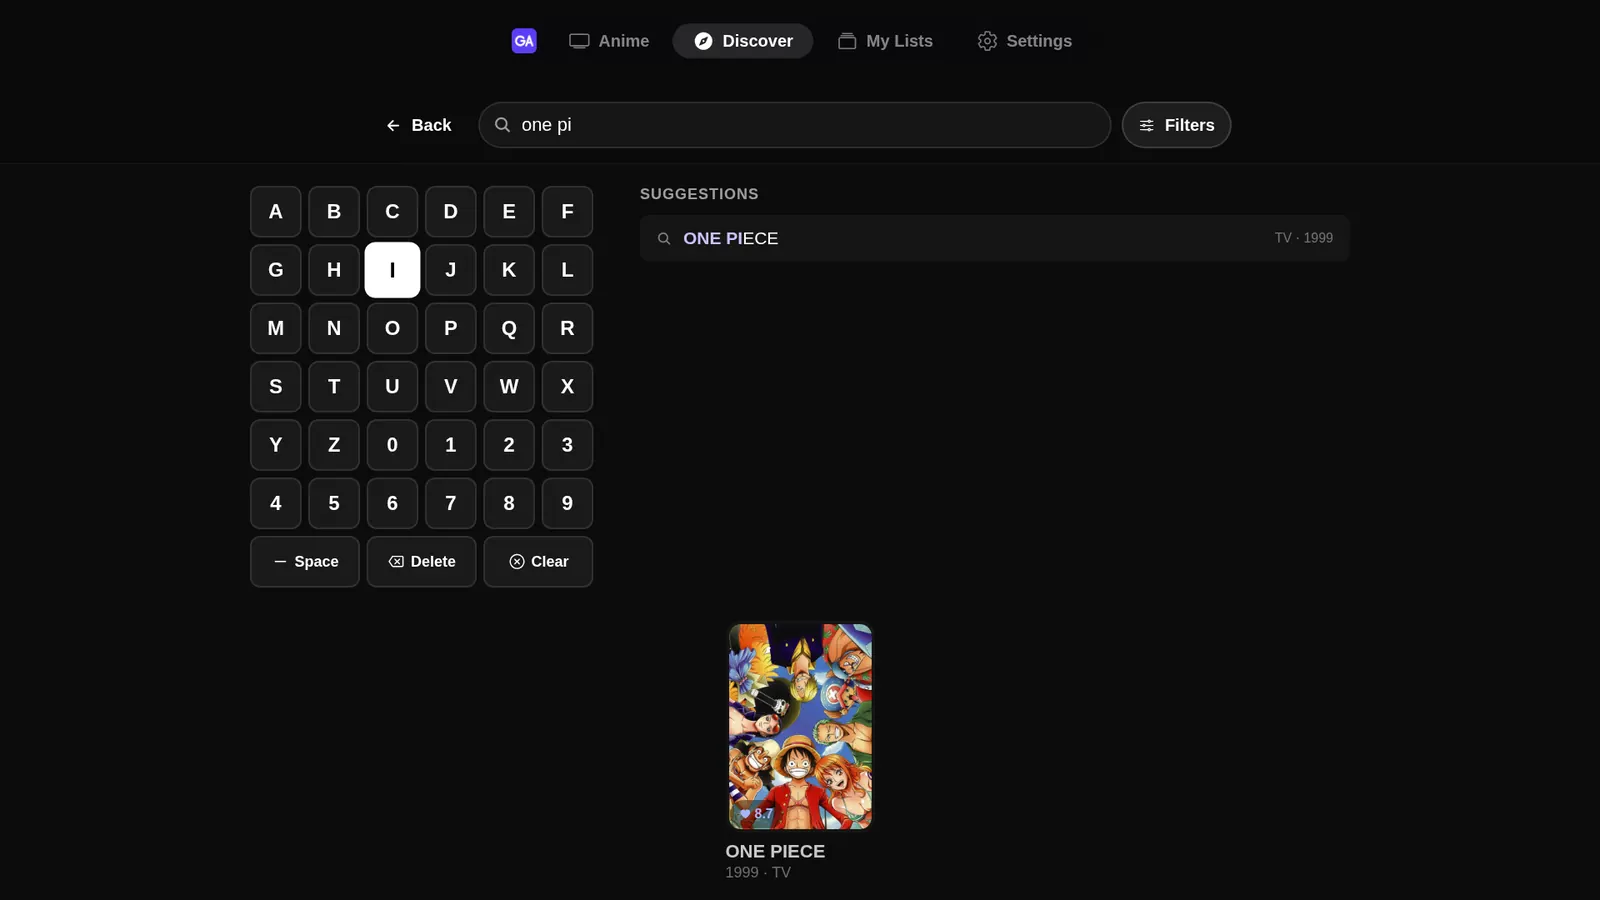 GA Anime Discover My Lists Settings
Back one pi Filters
SUGGESTIONS
ONE PIECE TV · 1999
A B C D E F
G H I J K L
M N O P Q R
S T U V W X
Y Z 0 1 2 3
4 5 6 7 8 9
Space Delete Clear
8.7
ONE PIECE
1999 · TV